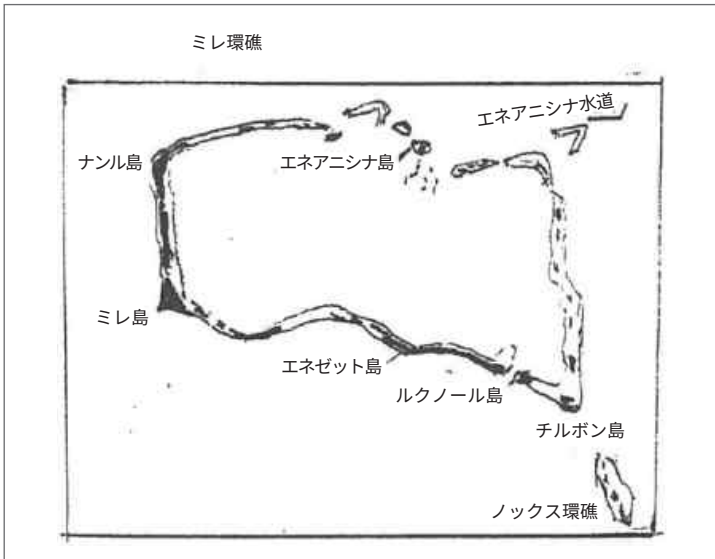 ミレ環礁
エネアニシナ水道
ナンル島
エネアニシナ島
ミレ島
エネゼット島
ルクノール島
チルボン島
ノックス環礁